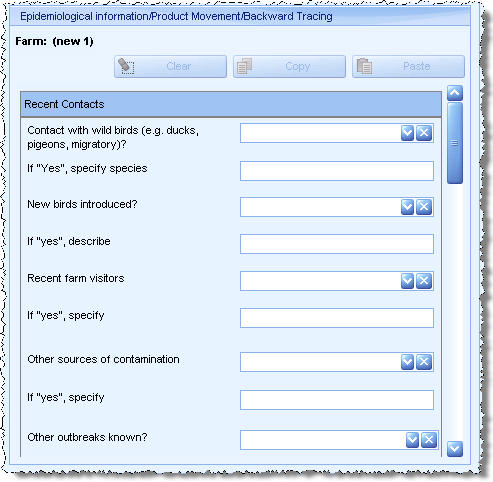 Epidemiological information/Product Movement/Backward Tracing
Farm: (new 1)
Clear Copy Paste
Recent Contacts
Contact with wild birds (e.g. ducks,
pigeons, migratory)?
If "Yes", specify species
New birds introduced?
If "yes", describe
Recent farm visitors
If "yes", specify
Other sources of contamination
If "yes", specify
Other outbreaks known?